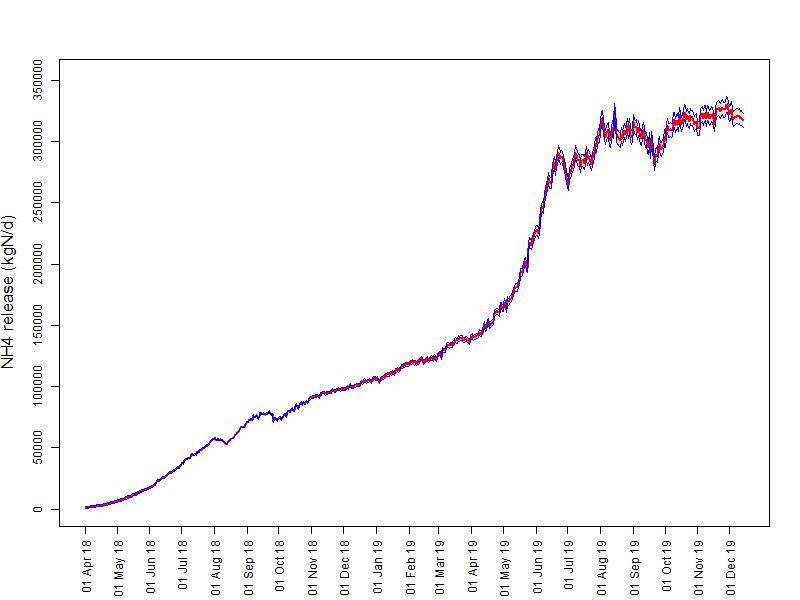 NH4 release (kgN/d)
350000
300000
250000
200000
150000
100000
50000
0
01 Apr 18
01 May 18
01 Jun 18
01 Jul 18
01 Aug 18
01 Sep 18
01 Oct 18
01 Nov 18
01 Dec 18
01 Jan 19
01 Feb 19
01 Mar 19
01 Apr 19
01 May 19
01 Jun 19
01 Jul 19
01 Aug 19
01 Sep 19
01 Oct 19
01 Nov 19
01 Dec 19